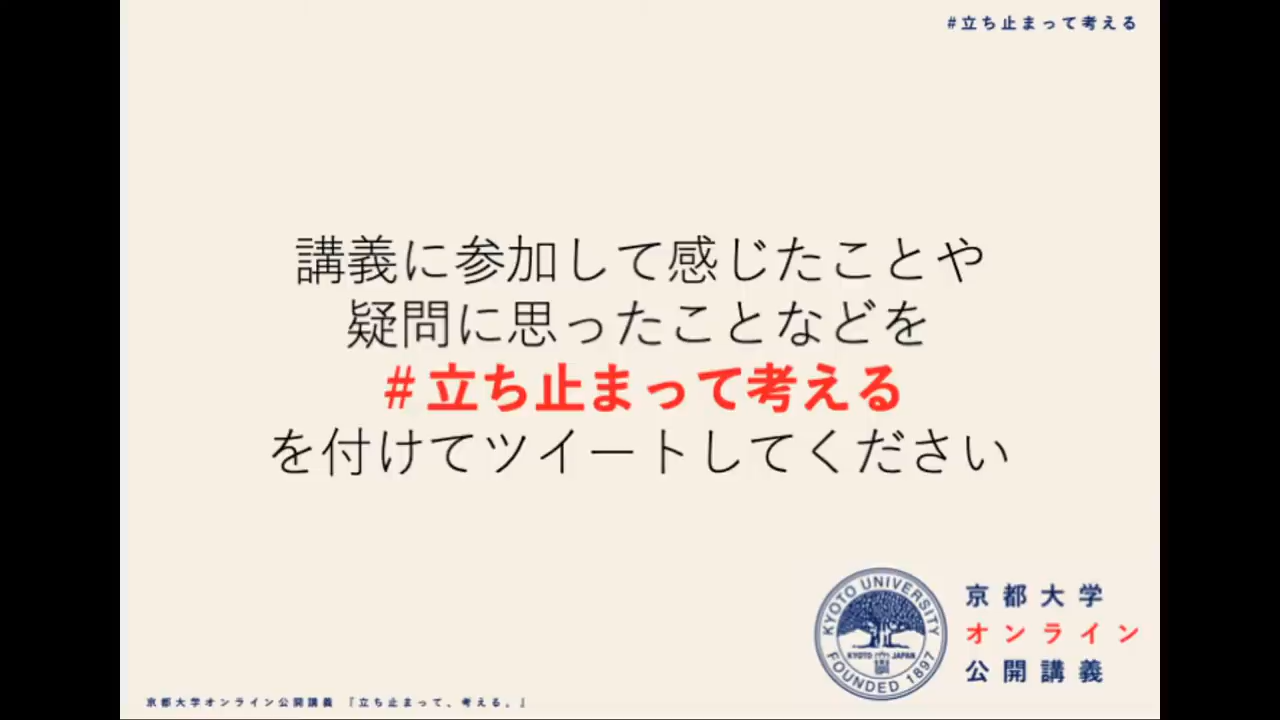 #立ち止まって考える
講義に参加して感じたことや
疑問に思ったことなどを
#立ち止まって考える
を付けてツイートしてください
KYOTO UNIVERSITY
KYOTO JAPAN
FOUNDED 1897
京都大学
オンライン
公開講義
京都大学オンライン公開講義 『立ち止まって、考える。』